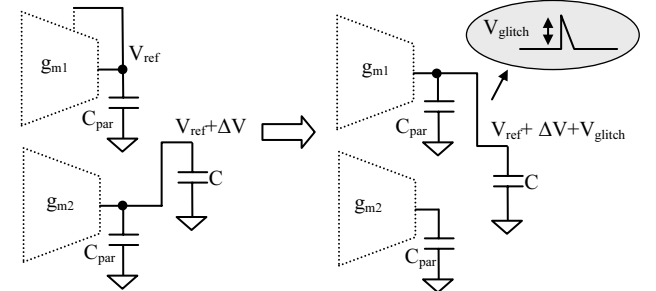 g_m1
V_ref
C_par
V_ref+ΔV
g_m2
C
C_par
V_glitch
g_m1
C_par
V_ref+ ΔV+V_glitch
C
g_m2
C_par